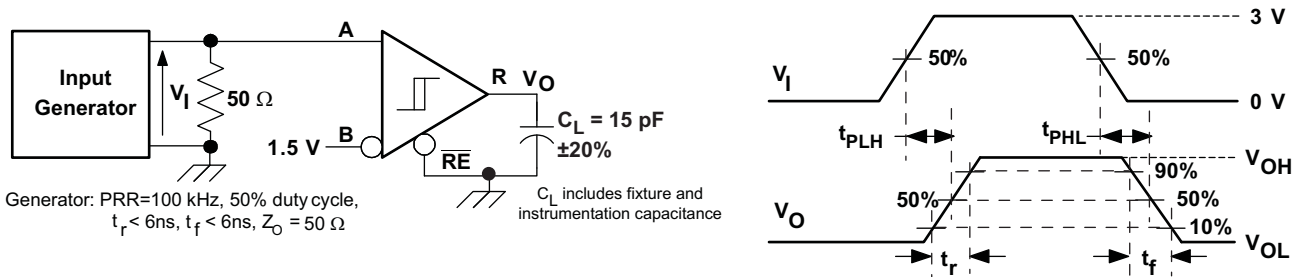 Input
Generator
V_I
50 Ω
A
B
1.5 V
R
V_O
R̅E̅
C_L = 15 pF
±20%
C_L includes fixture and
instrumentation capacitance
Generator: PRR=100 kHz, 50% duty cycle,
t_r < 6ns, t_f < 6ns, Z_O = 50 Ω
3 V
50%
50%
V_I
0 V
t_PLH
t_PHL
V_OH
90%
50%
50%
V_O
10%
V_OL
t_r
t_f